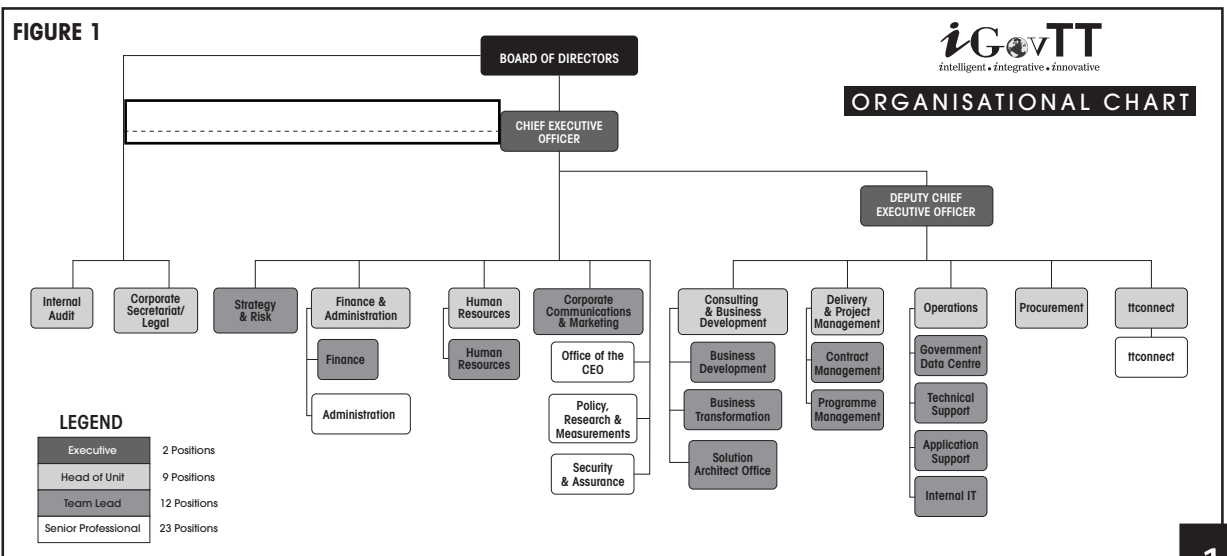 FIGURE 1
iGovTT
intelligent • integrative • innovative
ORGANISATIONAL CHART
BOARD OF DIRECTORS
CHIEF EXECUTIVE
OFFICER
DEPUTY CHIEF
EXECUTIVE OFFICER
Internal
Audit
Corporate
Secretariat/
Legal
Strategy
& Risk
Finance &
Administration
Finance
Administration
Human
Resources
Human
Resources
Corporate
Communications
& Marketing
Office of the
CEO
Policy,
Research &
Measurements
Security
& Assurance
Consulting
& Business
Development
Business
Development
Business
Transformation
Solution
Architect Office
Delivery
& Project
Management
Contract
Management
Programme
Management
Operations
Government
Data Centre
Technical
Support
Application
Support
Internal IT
Procurement
ttconnect
ttconnect
LEGEND
Executive 2 Positions
Head of Unit 9 Positions
Team Lead 12 Positions
Senior Professional 23 Positions